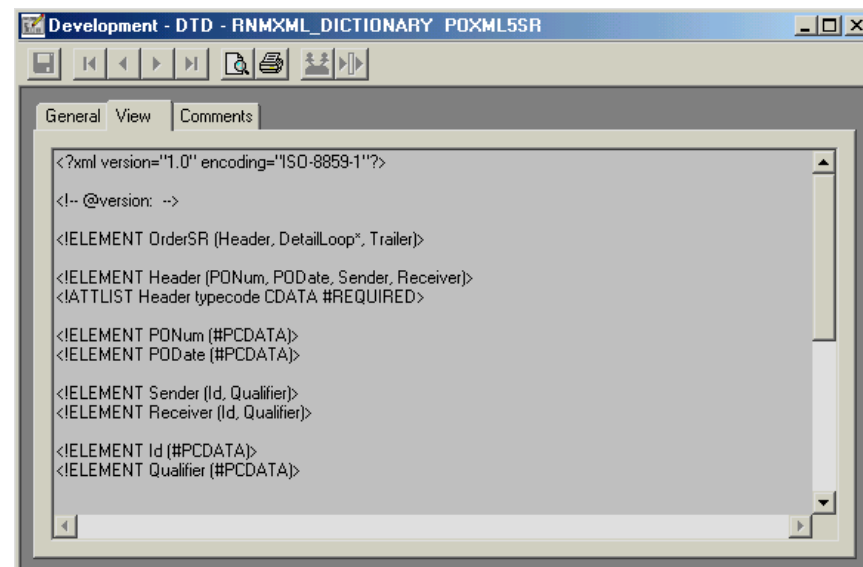 Development - DTD - RNMXML_DICTIONARY POXML5SR
General View Comments
<?xml version="1.0" encoding="ISO-8859-1"?>
<!-- @version: -->
<!ELEMENT OrderSR (Header, DetailLoop*, Trailer)>
<!ELEMENT Header (PONum, PODate, Sender, Receiver)>
<!ATTLIST Header typecode CDATA #REQUIRED>
<!ELEMENT PONum (#PCDATA)>
<!ELEMENT PODate (#PCDATA)>
<!ELEMENT Sender (Id, Qualifier)>
<!ELEMENT Receiver (Id, Qualifier)>
<!ELEMENT Id (#PCDATA)>
<!ELEMENT Qualifier (#PCDATA)>